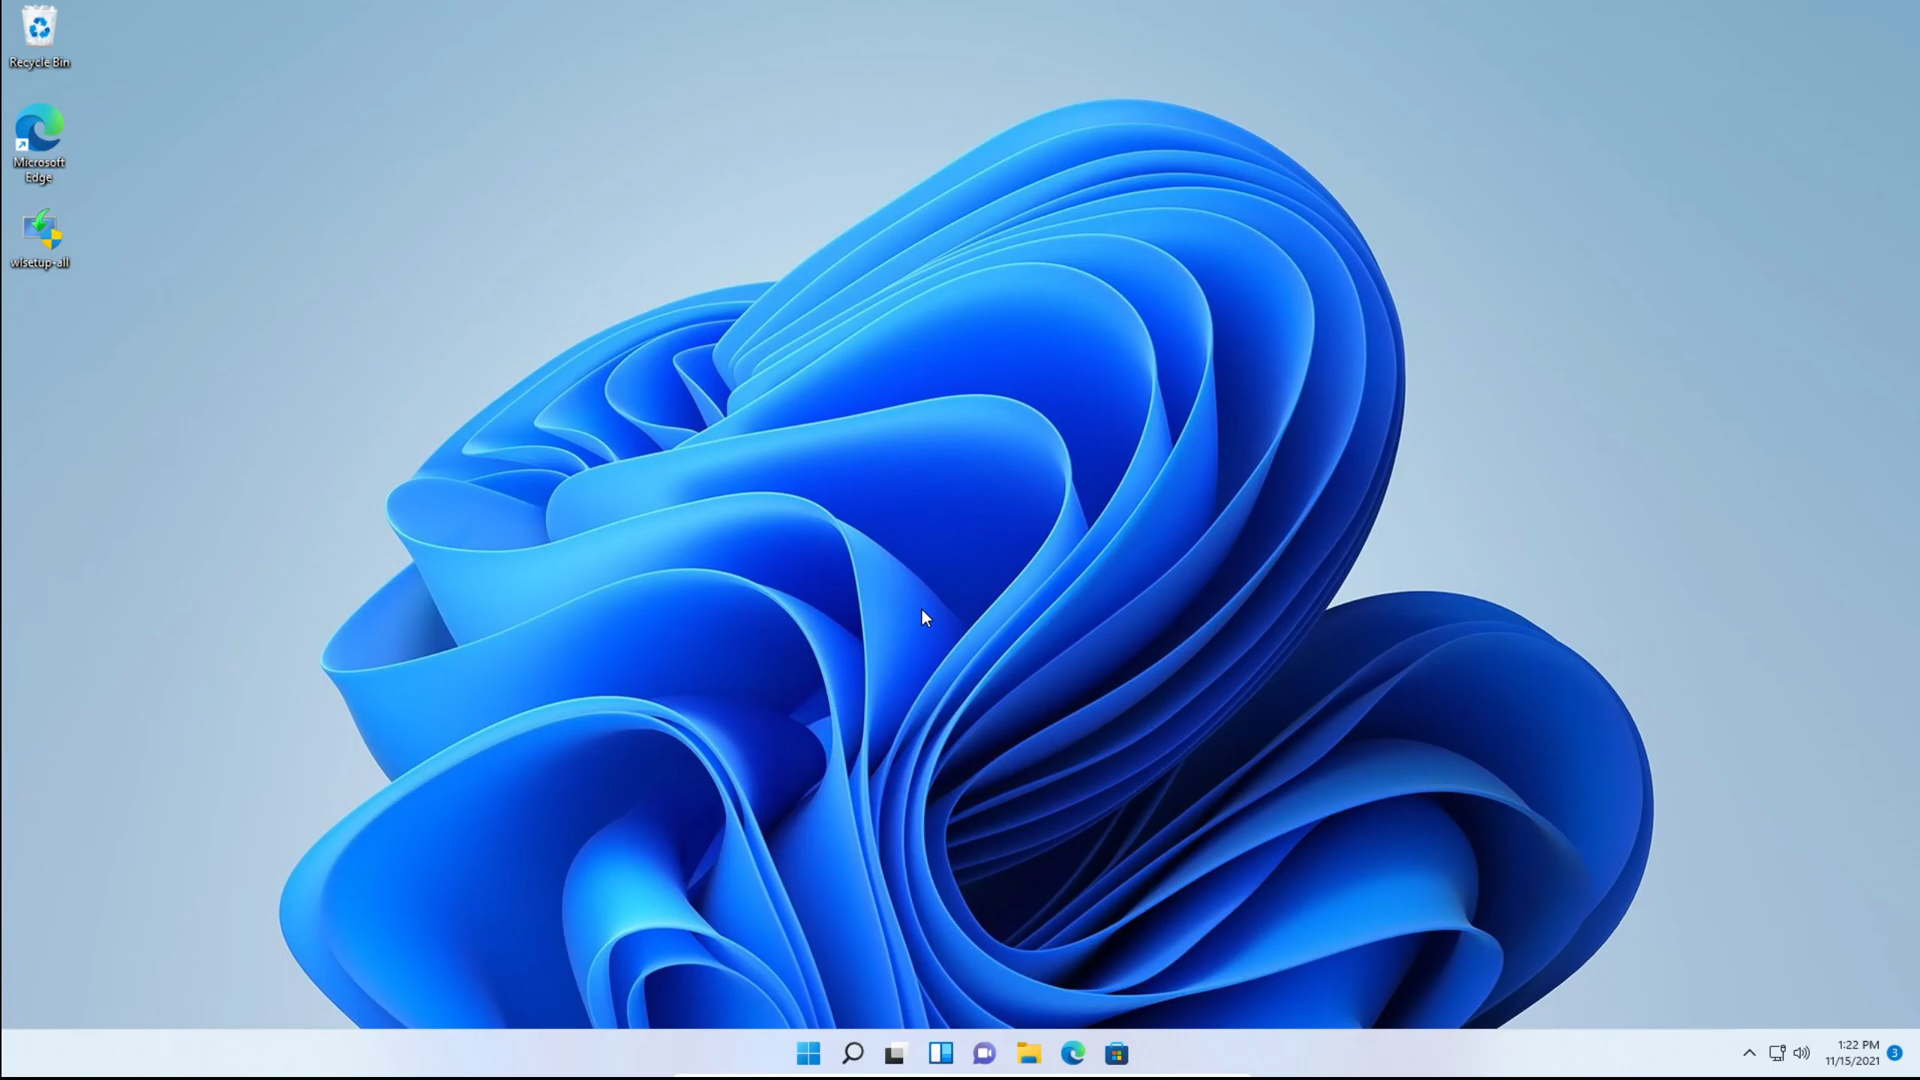 Recycle Bin
Microsoft
Edge
wisetup-all
1:22 PM
11/15/2021
3